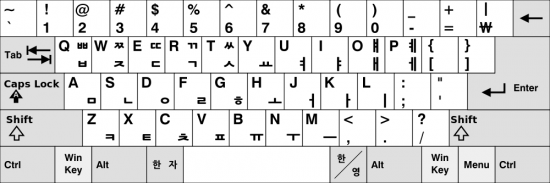 ~ ! @ # $ % ^ & * ( ) _ + |
` 1 2 3 4 5 6 7 8 9 0 - = ₩
Tab Q ㅃ W ㅉ E ㄸ R ㄲ T ㅆ Y U I O ㅒ P ㅖ { }
ㅂ ㅈ ㄷ ㄱ ㅅ ㅛ ㅕ ㅑ ㅐ ㅔ [ ]
Caps Lock A S D F G H J K L : "
ㅁ ㄴ ㅇ ㄹ ㅎ ㅓ ㅏ ㅣ ; ' Enter
Shift Z X C V B N M < > ? Shift
ㅋ ㅌ ㅊ ㅍ ㅠ ㅜ ㅡ , . /
Ctrl Win Key Alt 한 자 한/영 Alt Win Key Menu Ctrl